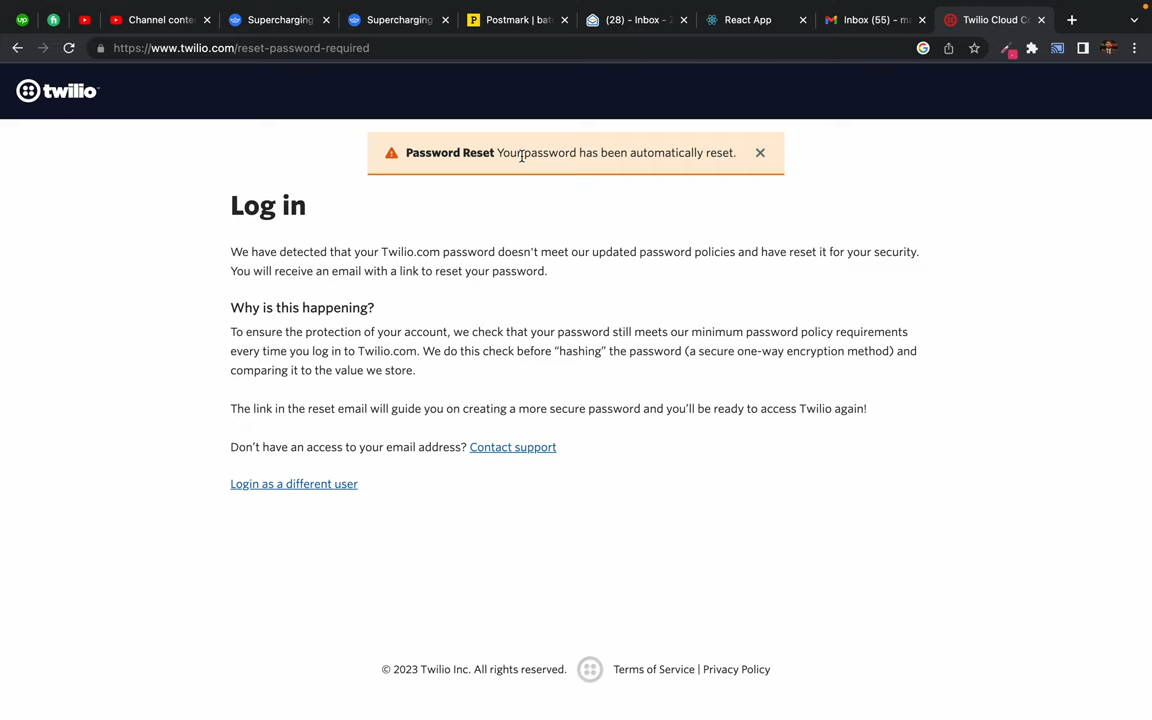 Channel conte
Supercharging
Supercharging
Postmark | bat
(28) - Inbox -
React App
Inbox (55) - m
Twilio Cloud C
https://www.twilio.com/reset-password-required
twilio
Password Reset Your password has been automatically reset.
Log in
We have detected that your Twilio.com password doesn't meet our updated password policies and have reset it for your security.
You will receive an email with a link to reset your password.
Why is this happening?
To ensure the protection of your account, we check that your password still meets our minimum password policy requirements
every time you log in to Twilio.com. We do this check before “hashing” the password (a secure one-way encryption method) and
comparing it to the value we store.
The link in the reset email will guide you on creating a more secure password and you’ll be ready to access Twilio again!
Don’t have an access to your email address? Contact support
Login as a different user
© 2023 Twilio Inc. All rights reserved.
Terms of Service | Privacy Policy